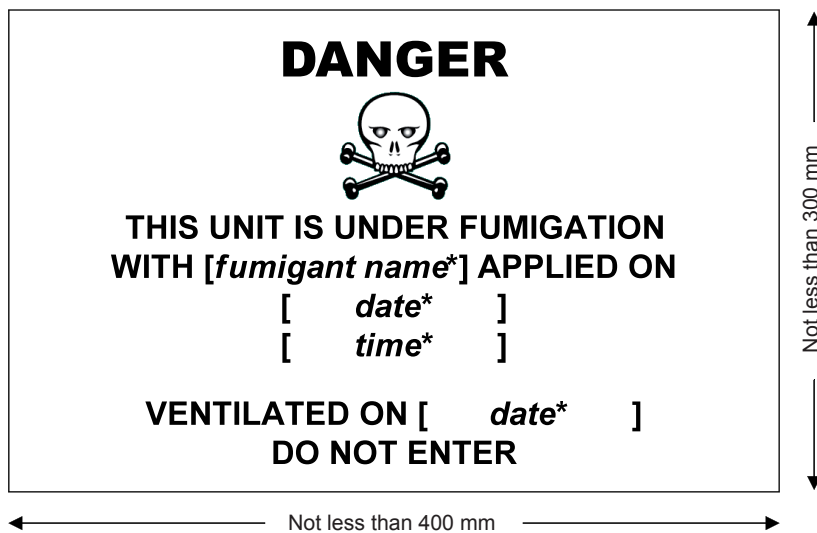 DANGER
THIS UNIT IS UNDER FUMIGATION
WITH [fumigant name*] APPLIED ON
[ date* ]
[ time* ]
VENTILATED ON [ date* ]
DO NOT ENTER
Not less than 400 mm
Not less than 300 mm